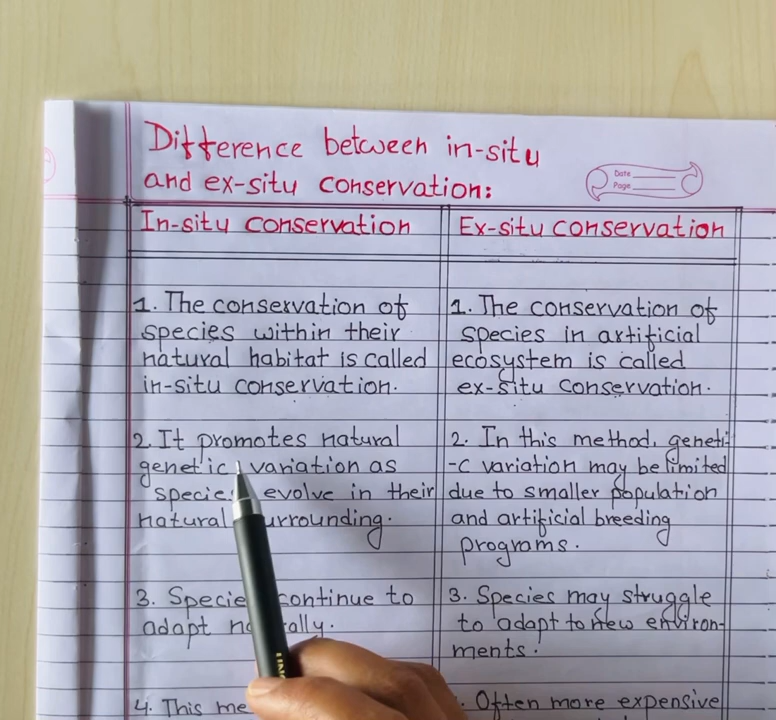 Difference between in-situ
and ex-situ conservation:
Date
Page
In-situ conservation
1. The conservation of
species within their
natural habitat is called
in-situ conservation.
2. It promotes natural
genetic variation as
evolve in their
natural
3. continue to
adapt
4. This
Ex-situ conservation
1. The conservation of
species in artificial
ecosystem is called
ex-situ conservation.
2. In this method, geneti-
-c variation may be limited
due to smaller population
and artificial breeding
programs.
3. Species may struggle
to adapt to new environ-
ments.
Often more expensive